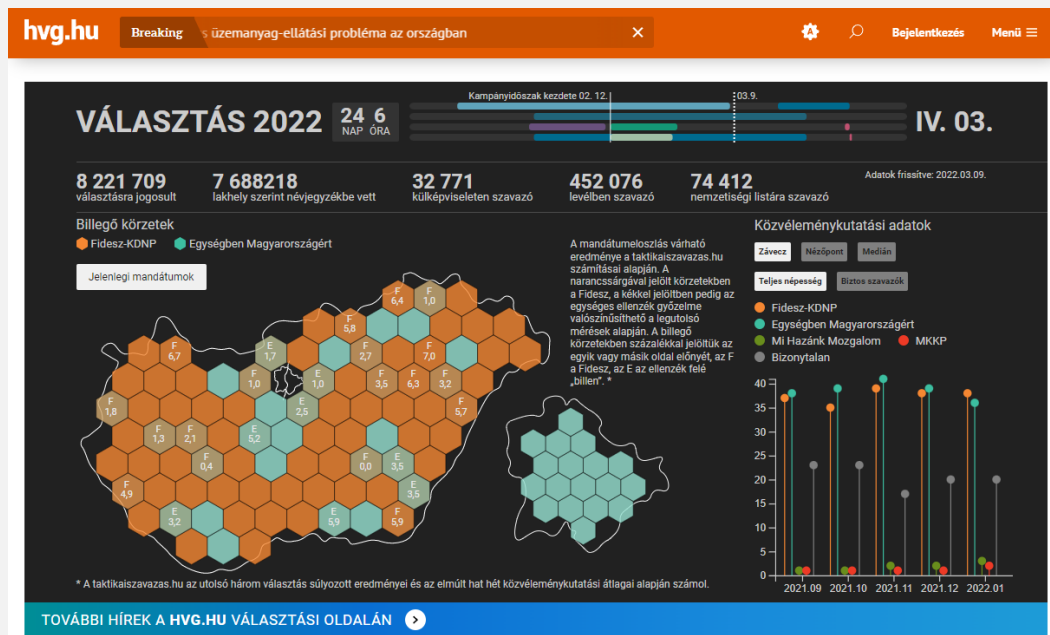 hvg.hu
Breaking
s üzemanyag-ellátási probléma az országban
Bejelentkezés
Menü
VÁLASZTÁS 2022
24 6
NAP ÓRA
Kampányidőszak kezdete 02. 12.
03.9.
IV. 03.
8 221 709
választásra jogosult
7 688218
lakhely szerint névjegyzékbe vett
32 771
külképviseleten szavazó
452 076
levélben szavazó
74 412
nemzetiségi listára szavazó
Adatok frissítve: 2022.03.09.
Billegő körzetek
Fidesz-KDNP
Egységben Magyarországért
Jelenlegi mandátumok
F 6,4
F 1,0
F 5,8
F 6,7
E 1,7
F 2,7
F 7,0
F 1,0
E 1,0
F 3,5
F 6,3
F 3,2
F 1,8
E 2,5
F 5,7
F 1,3
F 2,1
E 5,2
F 0,4
F 0,0
E 3,5
F 4,9
E 3,5
E 3,2
E 5,9
F 5,9
A mandátumeloszlás várható
eredménye a taktikaiszavazas.hu
számításai alapján. A
narancssárgával jelölt körzetekben
a Fidesz, a kékkel jelöltben pedig az
egységes ellenzék győzelme
valószínűsíthető a legutolsó
mérések alapján. A billegő
körzetekben százalékkal jelöltük az
egyik vagy másik oldal előnyét, az F
a Fidesz, az E az ellenzék felé
„billen". *
Közvéleménykutatási adatok
Závecz
Nézőpont
Medián
Teljes népesség
Biztos szavazók
Fidesz-KDNP
Egységben Magyarországért
Mi Hazánk Mozgalom
MKKP
Bizonytalan
40
35
30
25
20
15
10
5
0
2021.09
2021.10
2021.11
2021.12
2022.01
* A taktikaiszavazas.hu az utolsó három választás súlyozott eredményei és az elmúlt hat hét közvéleménykutatási átlagai alapján számol.
TOVÁBBI HÍREK A HVG.HU VÁLASZTÁSI OLDALÁN